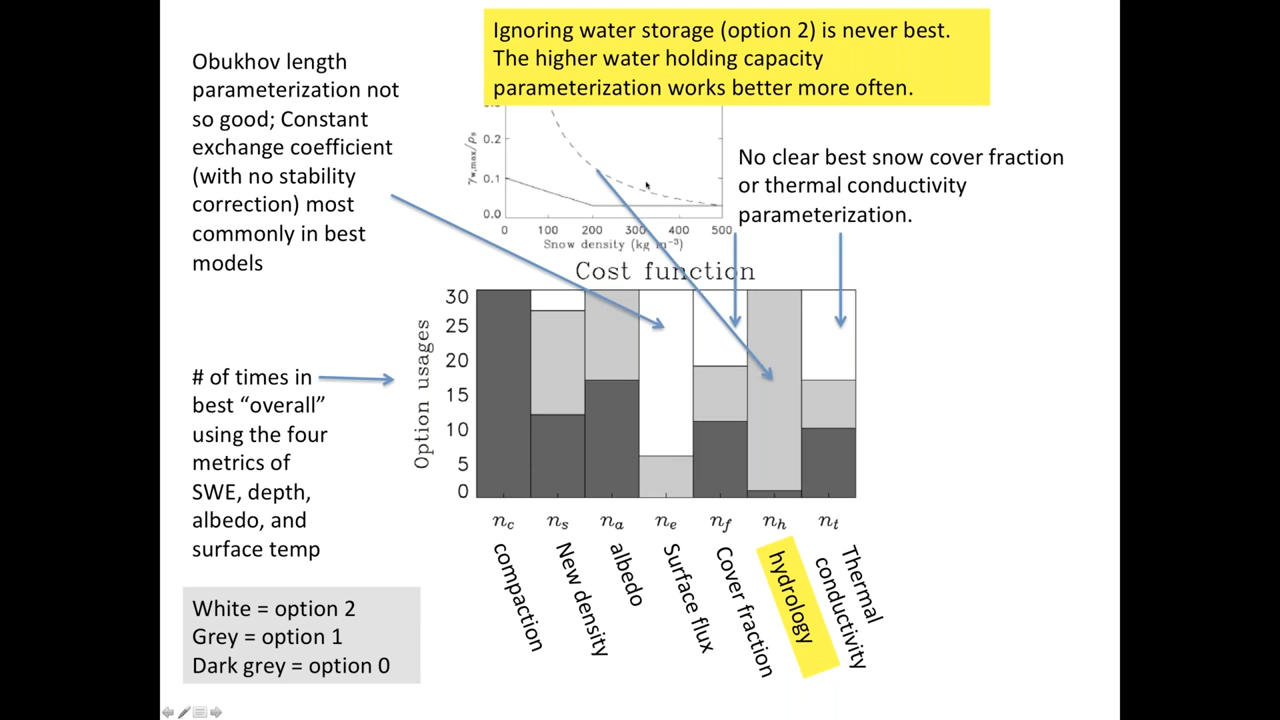 Ignoring water storage (option 2) is never best.
The higher water holding capacity
parameterization works better more often.
Obukhov length
parameterization not
so good; Constant
exchange coefficient
(with no stability
correction) most
commonly in best
models
0.2
0.1
0.0
γw,max/ρs
0 100 200 300 400 500
Snow density (kg m⁻³)
No clear best snow cover fraction
or thermal conductivity
parameterization.
Cost function
30
25
20
15
10
5
0
Option usages
# of times in
best “overall”
using the four
metrics of
SWE, depth,
albedo, and
surface temp
nc ns na ne nf nh nt
compaction
New density
albedo
Surface flux
Cover fraction
hydrology
Thermal
conductivity
White = option 2
Grey = option 1
Dark grey = option 0